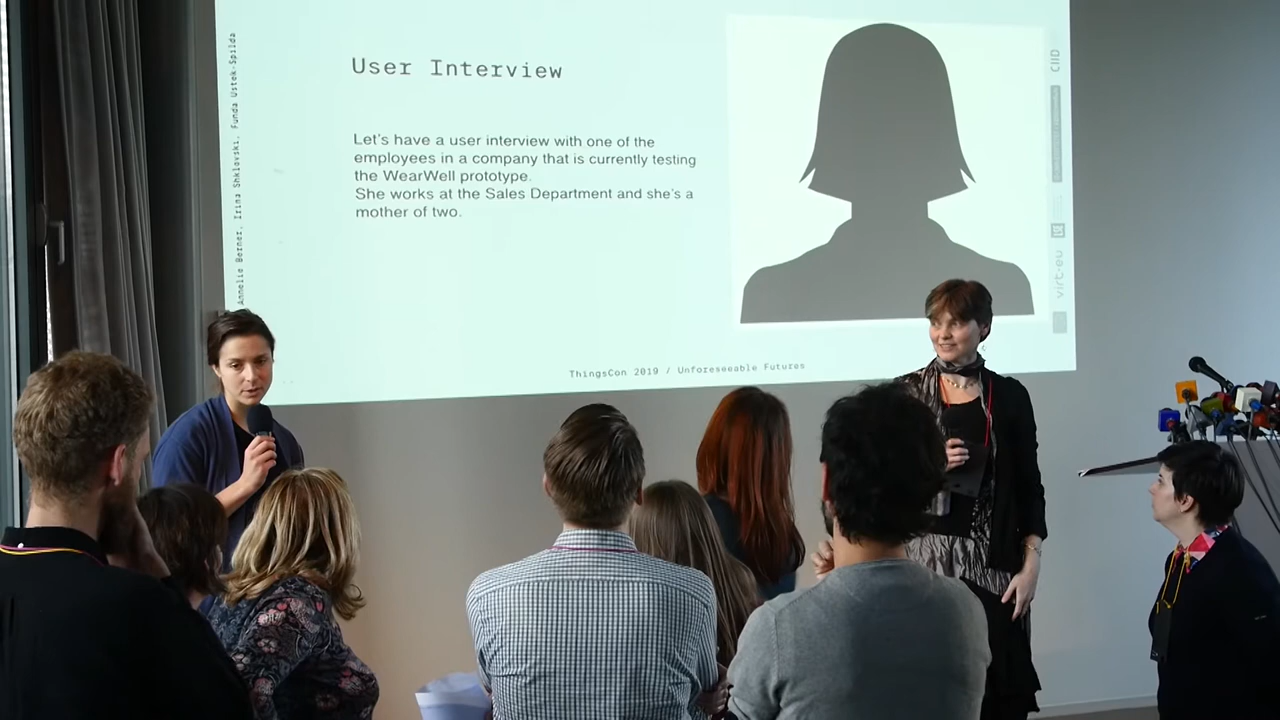 User Interview
Let's have a user interview with one of the
employees in a company that is currently testing
the WearWell prototype.
She works at the Sales Department and she's a
mother of two.
ThingsCon 2019 / Unforeseeable Futures
Annelie Berner, Irina Shklovski, Funda Ustek-Spilda
CIID
virt-eu